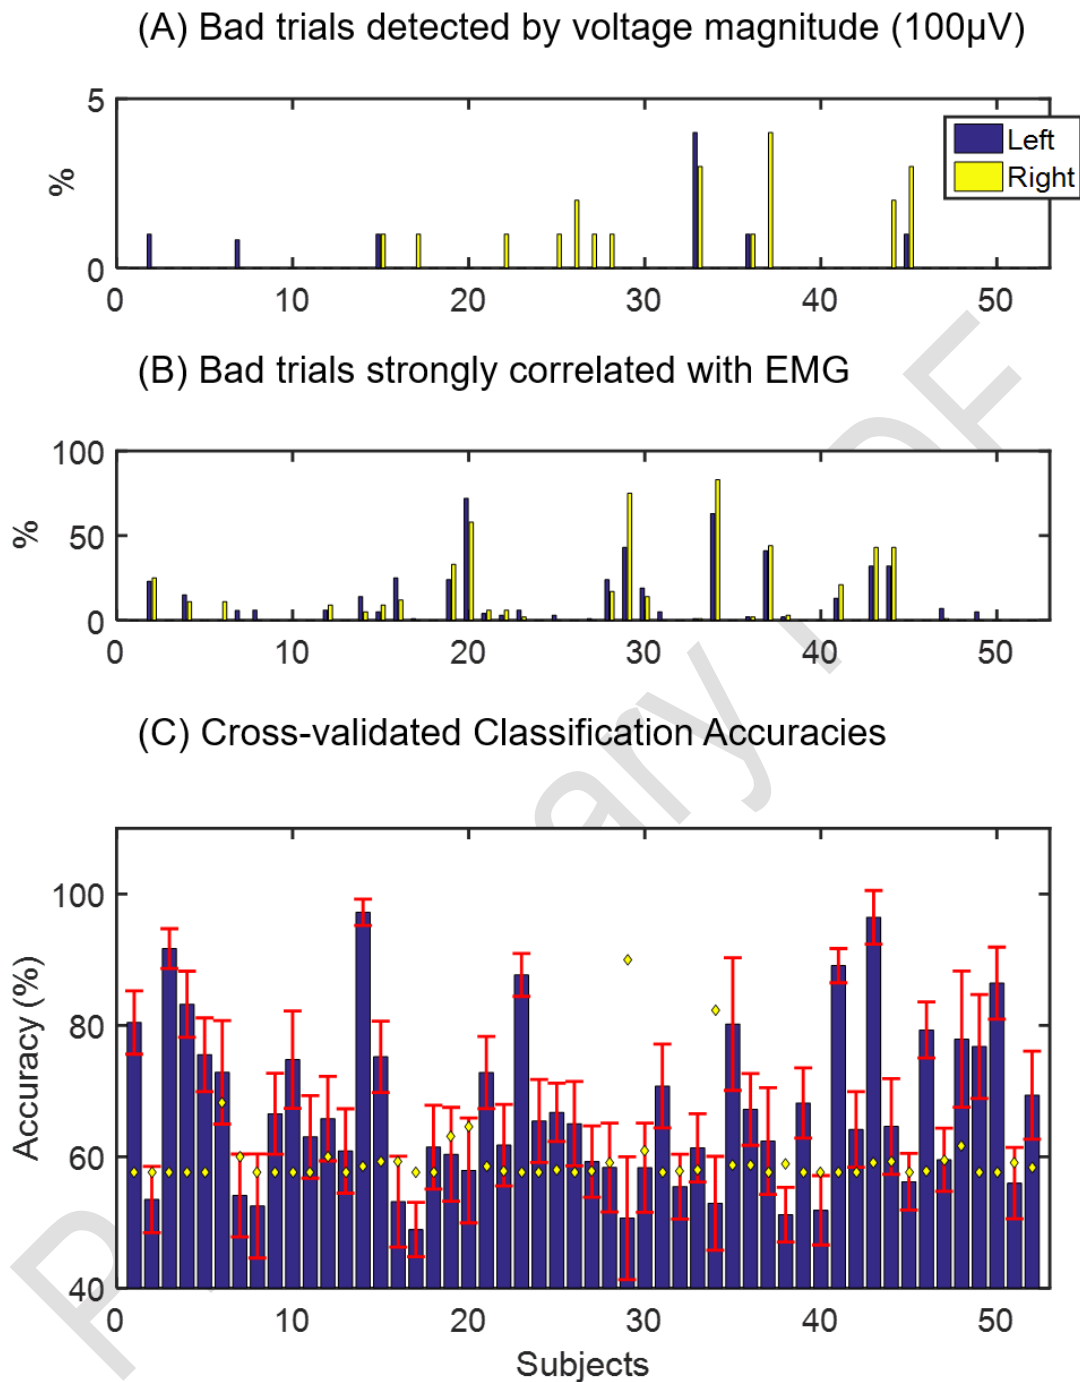 (A) Bad trials detected by voltage magnitude (100µV)
5
0
%
0 10 20 30 40 50
Left
Right
(B) Bad trials strongly correlated with EMG
100
50
0
%
0 10 20 30 40 50
(C) Cross-validated Classification Accuracies
100
80
60
40
Accuracy (%)
0 10 20 30 40 50
Subjects